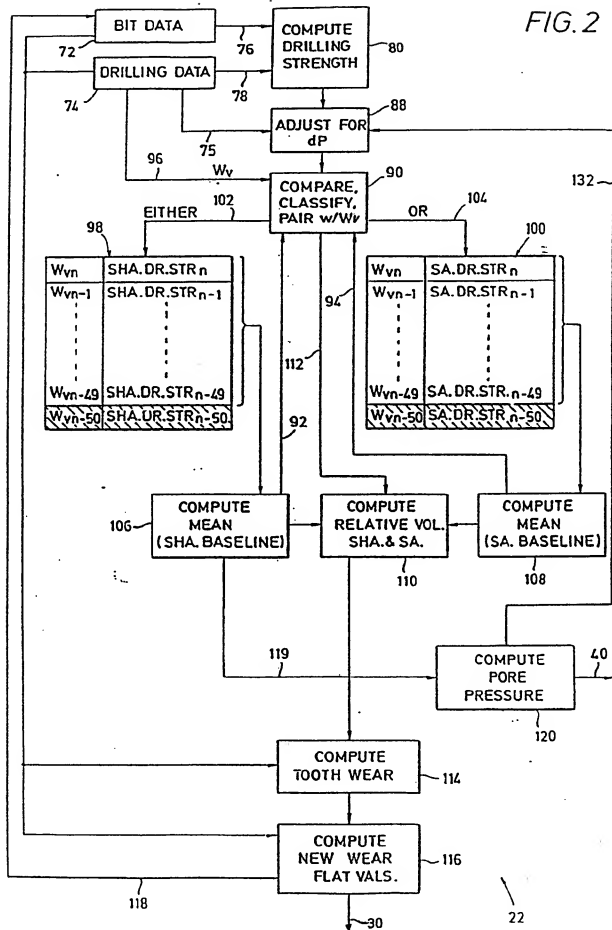 FIG. 2
BIT DATA
72
76
COMPUTE
DRILLING
STRENGTH
80
DRILLING DATA
74
78
88
75
ADJUST FOR
dP
96
Wv
90
132
COMPARE,
CLASSIFY,
PAIR w/Wv
102
EITHER
OR
104
98
100
Wvn SHA.DR.STRn
Wvn-1 SHA.DR.STRn-1
Wvn-49 SHA.DR.STRn-49
Wvn-50 SHA.DR.STRn-50
94
112
92
Wvn SA.DR.STRn
Wvn-1 SA.DR.STRn-1
Wvn-49 SA.DR.STRn-49
Wvn-50 SA.DR.STRn-50
106
COMPUTE
MEAN
(SHA. BASELINE)
COMPUTE
RELATIVE VOL.
SHA.& SA.
110
COMPUTE
MEAN
(SA. BASELINE)
108
119
COMPUTE
PORE
PRESSURE
40
120
COMPUTE
TOOTH WEAR
114
COMPUTE
NEW WEAR
FLAT VALS.
116
118
30
22